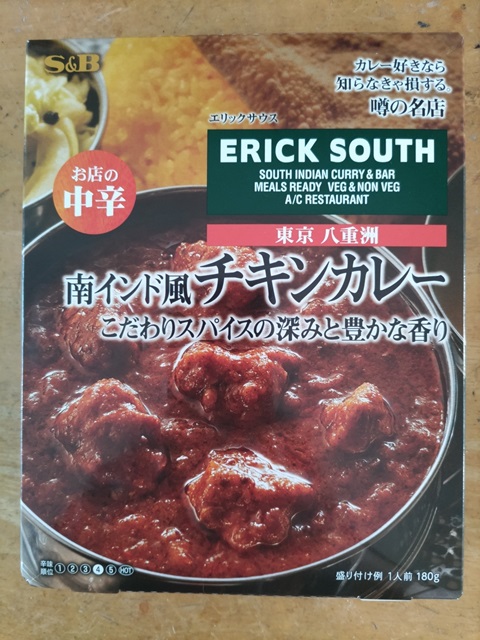 S&B
カレー好きなら
知らなきゃ損する。
噂の名店
エリックサウス
ERICK SOUTH
SOUTH INDIAN CURRY & BAR
MEALS READY VEG & NON VEG
A/C RESTAURANT
お店の
中辛
東京 八重洲
南インド風チキンカレー
こだわりスパイスの深みと豊かな香り
辛味
順位 1 2 3 4 5 HOT
盛り付け例 1人前 180g